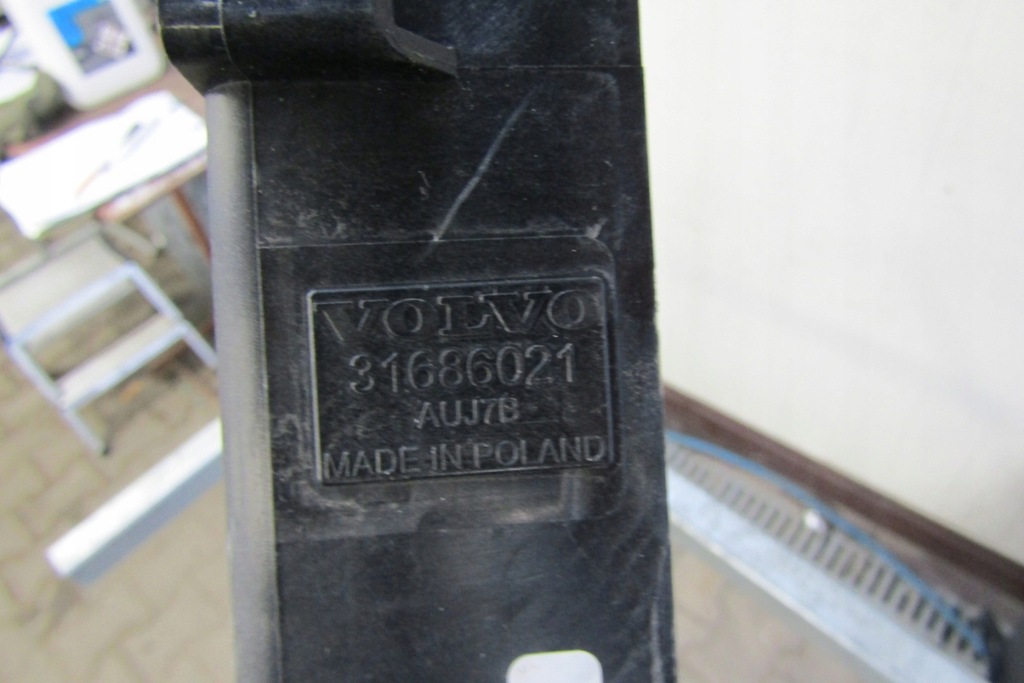 VOLVO
31686021
AUJ7B
MADE IN POLAND